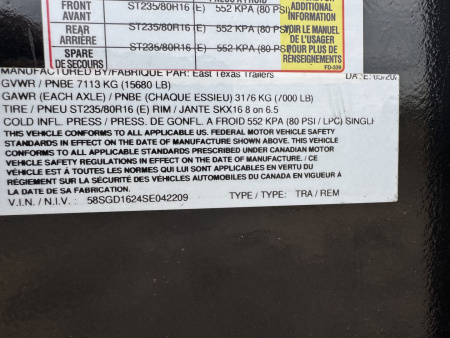 FRONT
AVANT
ST235/80R16 (E) 552 KPA (80 PSI)
REAR
ARRIÈRE
ST235/80R16 (E) 552 KPA (80 PSI)
SPARE
DE SECOURS
ST235/80R16 (E) 552 KPA (80 PSI)
ADDITIONAL
INFORMATION
VOIR LE MANUEL
DE L'USAGER
POUR PLUS DE
RENSEIGNEMENTS
MANUFACTURED BY/FABRIQUE PAR: East Texas Trailers
GVWR / PNBE 7113 KG (15680 LB)
GAWR (EACH AXLE) / PNBE (CHAQUE ESSIEU) 3176 KG (7000 LB)
TIRE / PNEU ST235/80R16 (E) RIM / JANTE SKX16 8 on 6.5
COLD INFL. PRESS / PRESS. DE GONFL. A FROID 552 KPA (80 PSI / LPC) SINGL
THIS VEHICLE CONFORMS TO ALL APPLICABLE US. FEDERAL MOTOR VEHICLE SAFETY
STANDARDS IN EFFECT ON THE DATE OF MANUFACTURE SHOWN ABOVE. THIS VEHICLE
CONFORMS TO ALL APPLICABLE STANDARDS PRESCRIBED UNDER CANADIAN MOTOR
VEHICLE SAFETY REGULATIONS IN EFFECT ON THE DATE OF MANUFACTURE. / CE
VÉHICLE EST À TOUTES LES NORMES QUI LUI SONT APPLICABLES EN VERTU DU
RÈGIEMENT SUR LA SÈCURITÈ DES VÉHICLES AUTOMOBILES DU CANADA EN VIGUEUR À
LA DATE DE SA FABRICATION.
V.I.N. / N.I.V. : 58SGD1624SE042209 TYPE / TYPE: TRA / REM